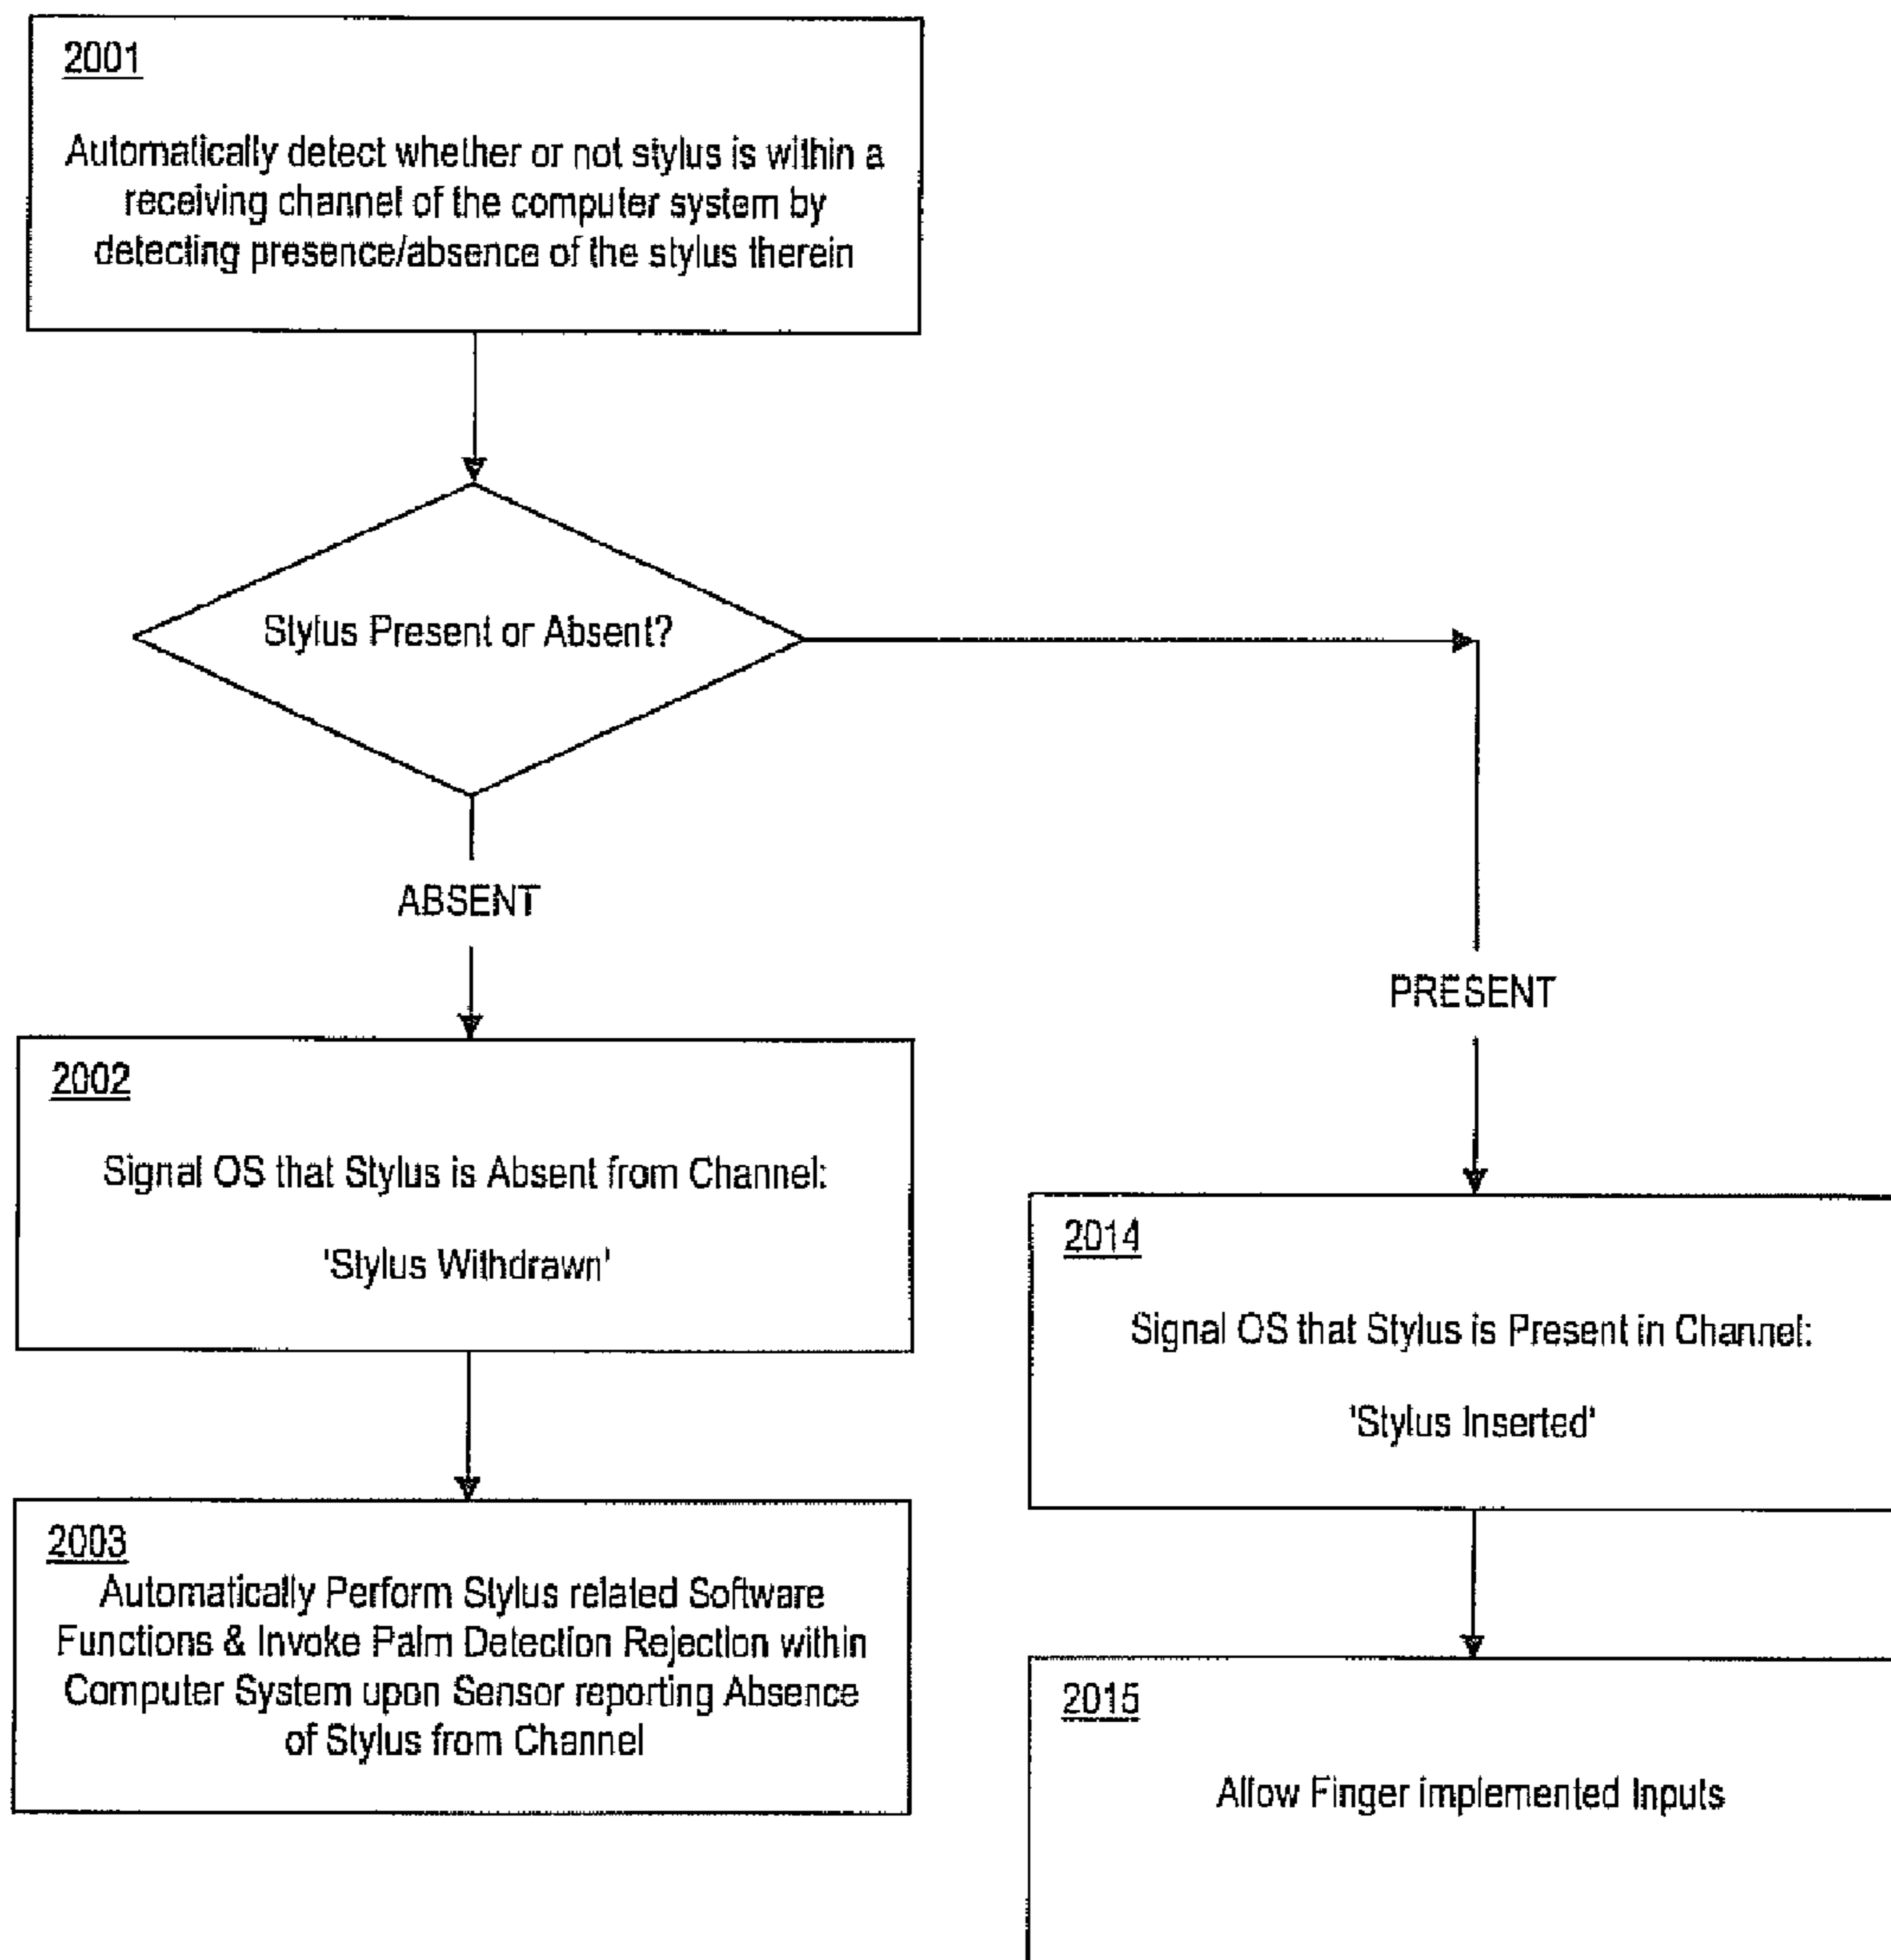 2001
Automatically detect whether or not stylus is within a
receiving channel of the computer system by
detecting presence/absence of the stylus therein
Stylus Present or Absent?
ABSENT
PRESENT
2002
Signal OS that Stylus is Absent from Channel:
'Stylus Withdrawn'
2014
Signal OS that Stylus is Present in Channel:
'Stylus Inserted'
2003
Automatically Perform Stylus related Software
Functions & Invoke Palm Detection Rejection within
Computer System upon Sensor reporting Absence
of Stylus from Channel
2015
Allow Finger implemented Inputs